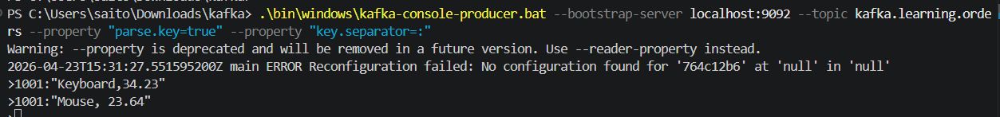 PS C:\Users\saito\Downloads\kafka> .\bin\windows\kafka-console-producer.bat --bootstrap-server localhost:9092 --topic kafka.learning.orde
rs --property "parse.key=true" --property "key.separator=:"
Warning: --property is deprecated and will be removed in a future version. Use --reader-property instead.
2026-04-23T15:31:27.551595200Z main ERROR Reconfiguration failed: No configuration found for '764c12b6' at 'null' in 'null'
>1001:"Keyboard,34.23"
>1001:"Mouse, 23.64"